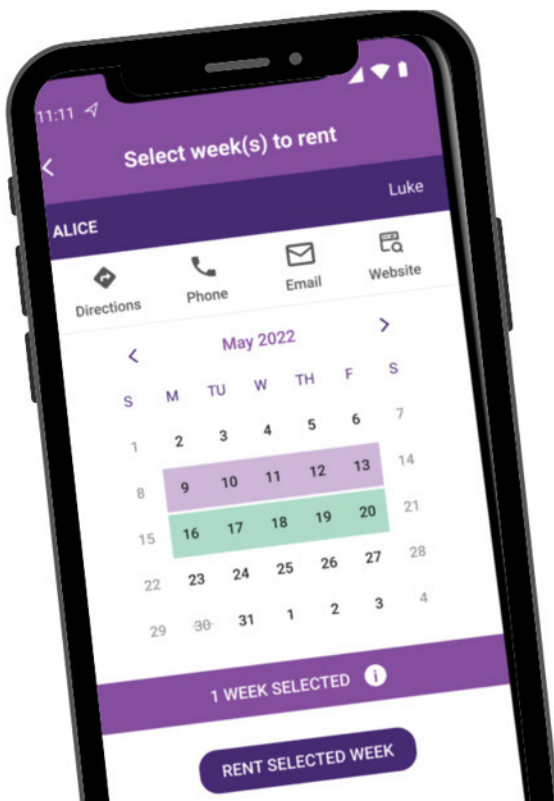 11:11
Select week(s) to rent
ALICE Luke
Directions Phone Email Website
May 2022
S M TU W TH F S
1 2 3 4 5 6 7
8 9 10 11 12 13 14
15 16 17 18 19 20 21
22 23 24 25 26 27 28
29 30 31 1 2 3 4
1 WEEK SELECTED i
RENT SELECTED WEEK